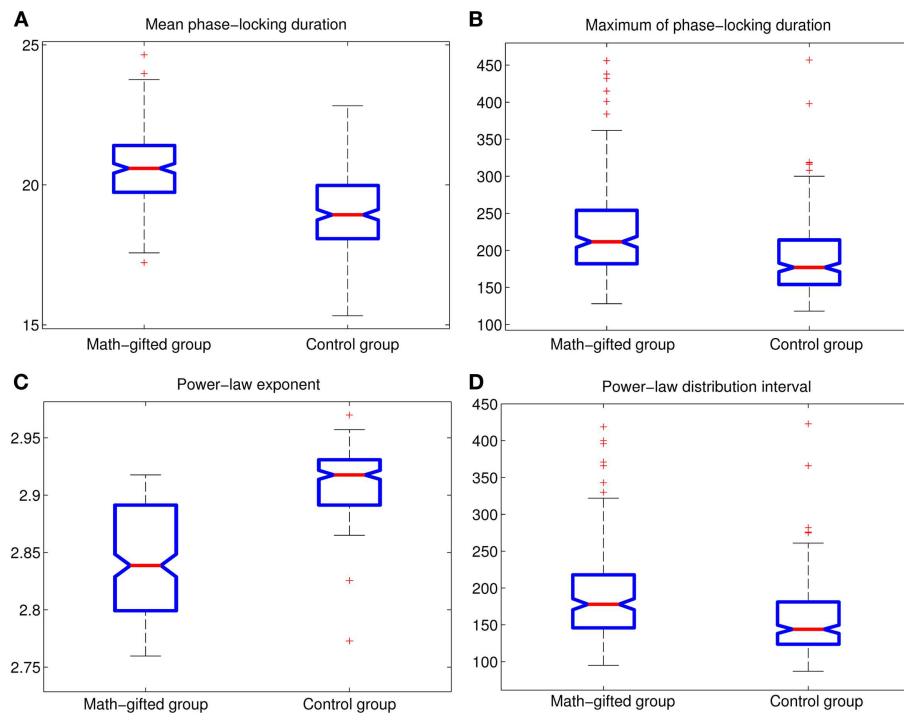 A
Mean phase-locking duration
25
20
15
Math-gifted group
Control group
B
Maximum of phase-locking duration
450
400
350
300
250
200
150
100
Math-gifted group
Control group
C
Power-law exponent
2.95
2.9
2.85
2.8
2.75
Math-gifted group
Control group
D
Power-law distribution interval
450
400
350
300
250
200
150
100
Math-gifted group
Control group